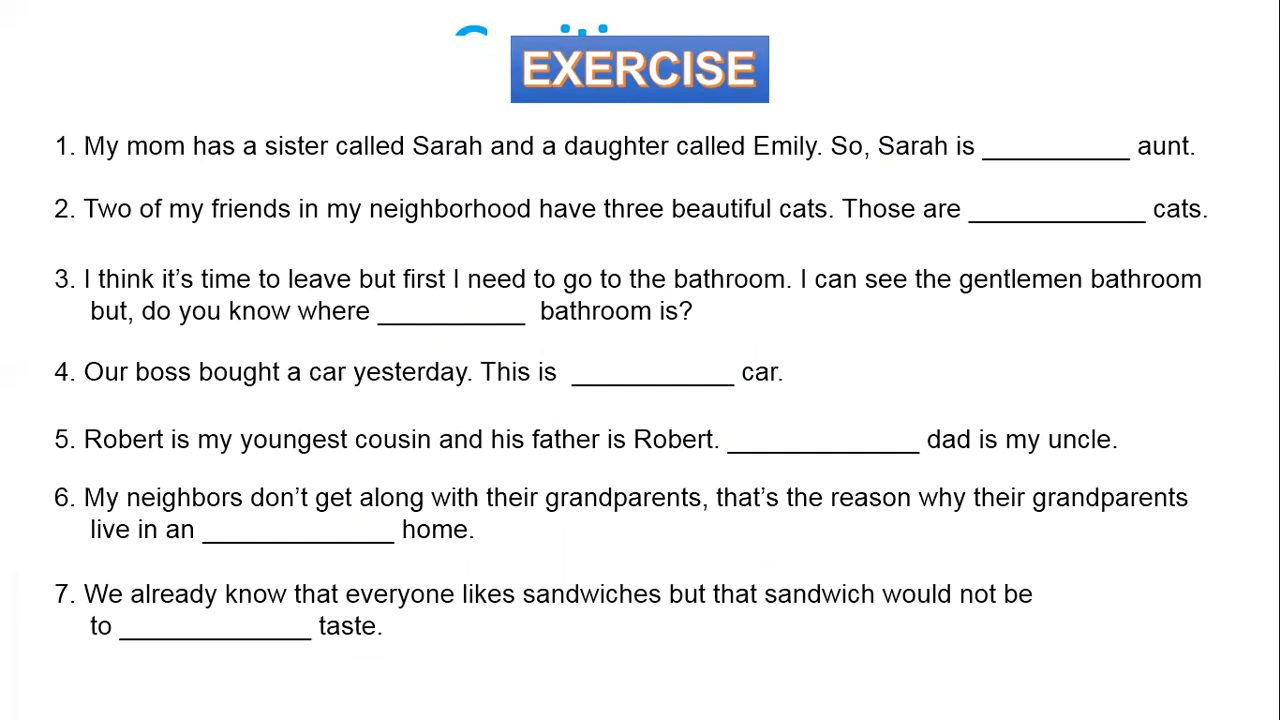 EXERCISE
1. My mom has a sister called Sarah and a daughter called Emily. So, Sarah is __________ aunt.
2. Two of my friends in my neighborhood have three beautiful cats. Those are ____________ cats.
3. I think it’s time to leave but first I need to go to the bathroom. I can see the gentlemen bathroom
but, do you know where __________ bathroom is?
4. Our boss bought a car yesterday. This is ___________ car.
5. Robert is my youngest cousin and his father is Robert. _____________ dad is my uncle.
6. My neighbors don’t get along with their grandparents, that’s the reason why their grandparents
live in an _____________ home.
7. We already know that everyone likes sandwiches but that sandwich would not be
to _____________ taste.